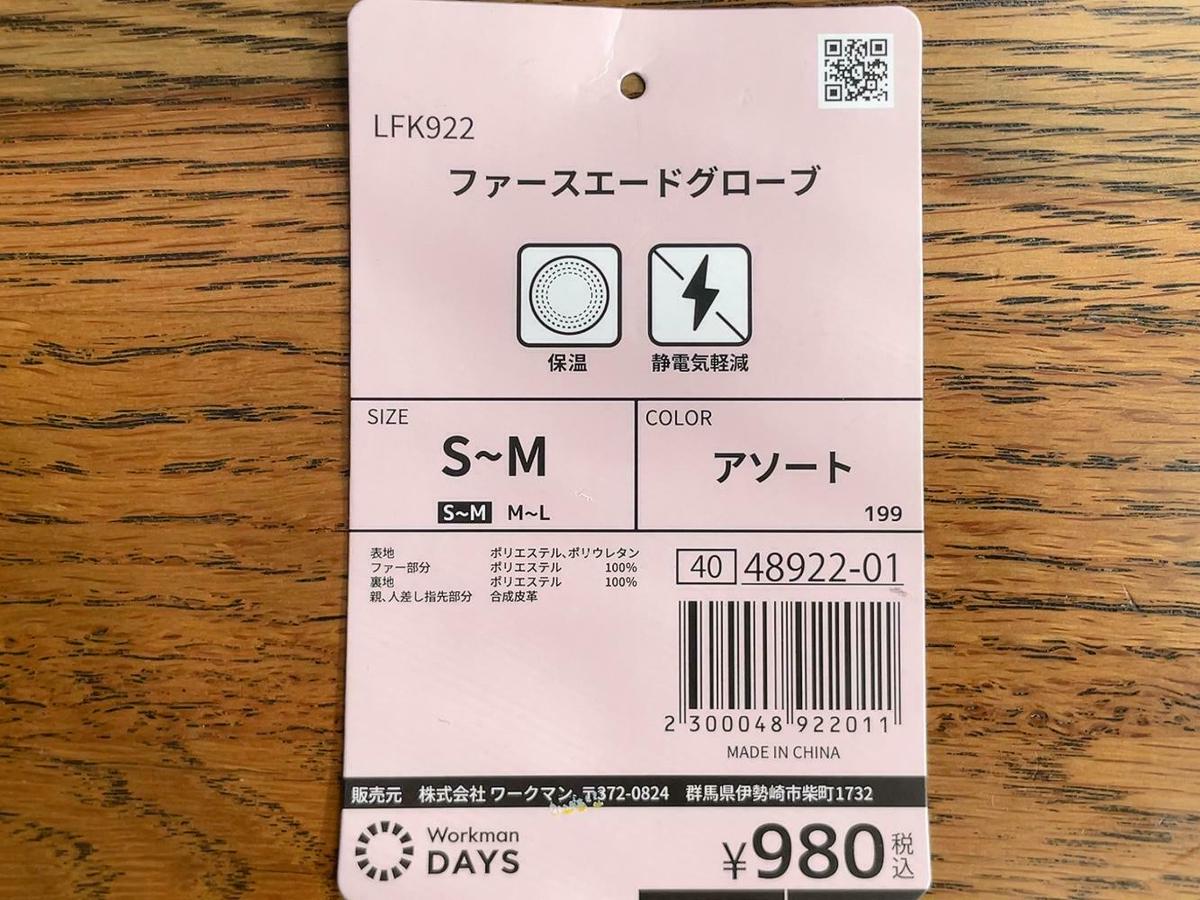 LFK922
ファースエードグローブ
保温 静電気軽減
SIZE
S~M
S~M M~L
COLOR
アソート
199
表地 ポリエステル、ポリウレタン
ファー部分 ポリエステル 100%
裏地 ポリエステル 100%
親、人差し指先部分 合成皮革
40 48922-01
2 300048 922011
MADE IN CHINA
販売元 株式会社 ワークマン 〒372-0824 群馬県伊勢崎市柴町1732
Workman
DAYS
¥980 税込